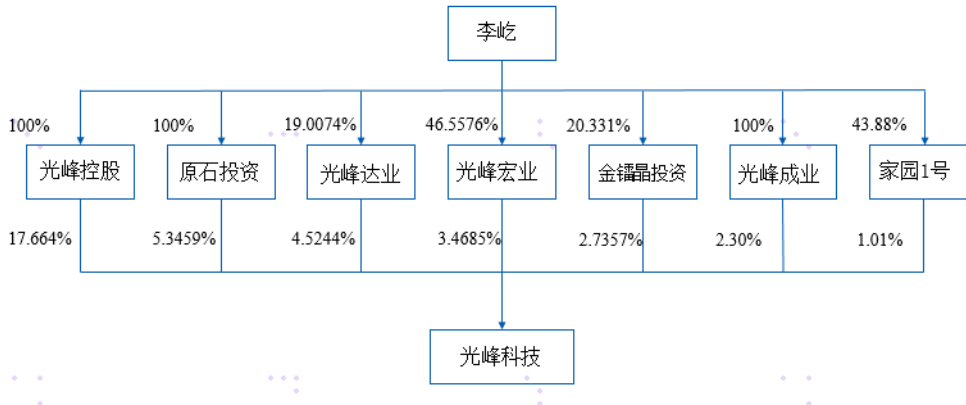 李屹
100% 100% 19.0074% 46.5576% 20.331% 100% 43.88%
光峰控股 原石投资 光峰达业 光峰宏业 金镭晶投资 光峰成业 家园1号
17.664% 5.3459% 4.5244% 3.4685% 2.7357% 2.30% 1.01%
光峰科技